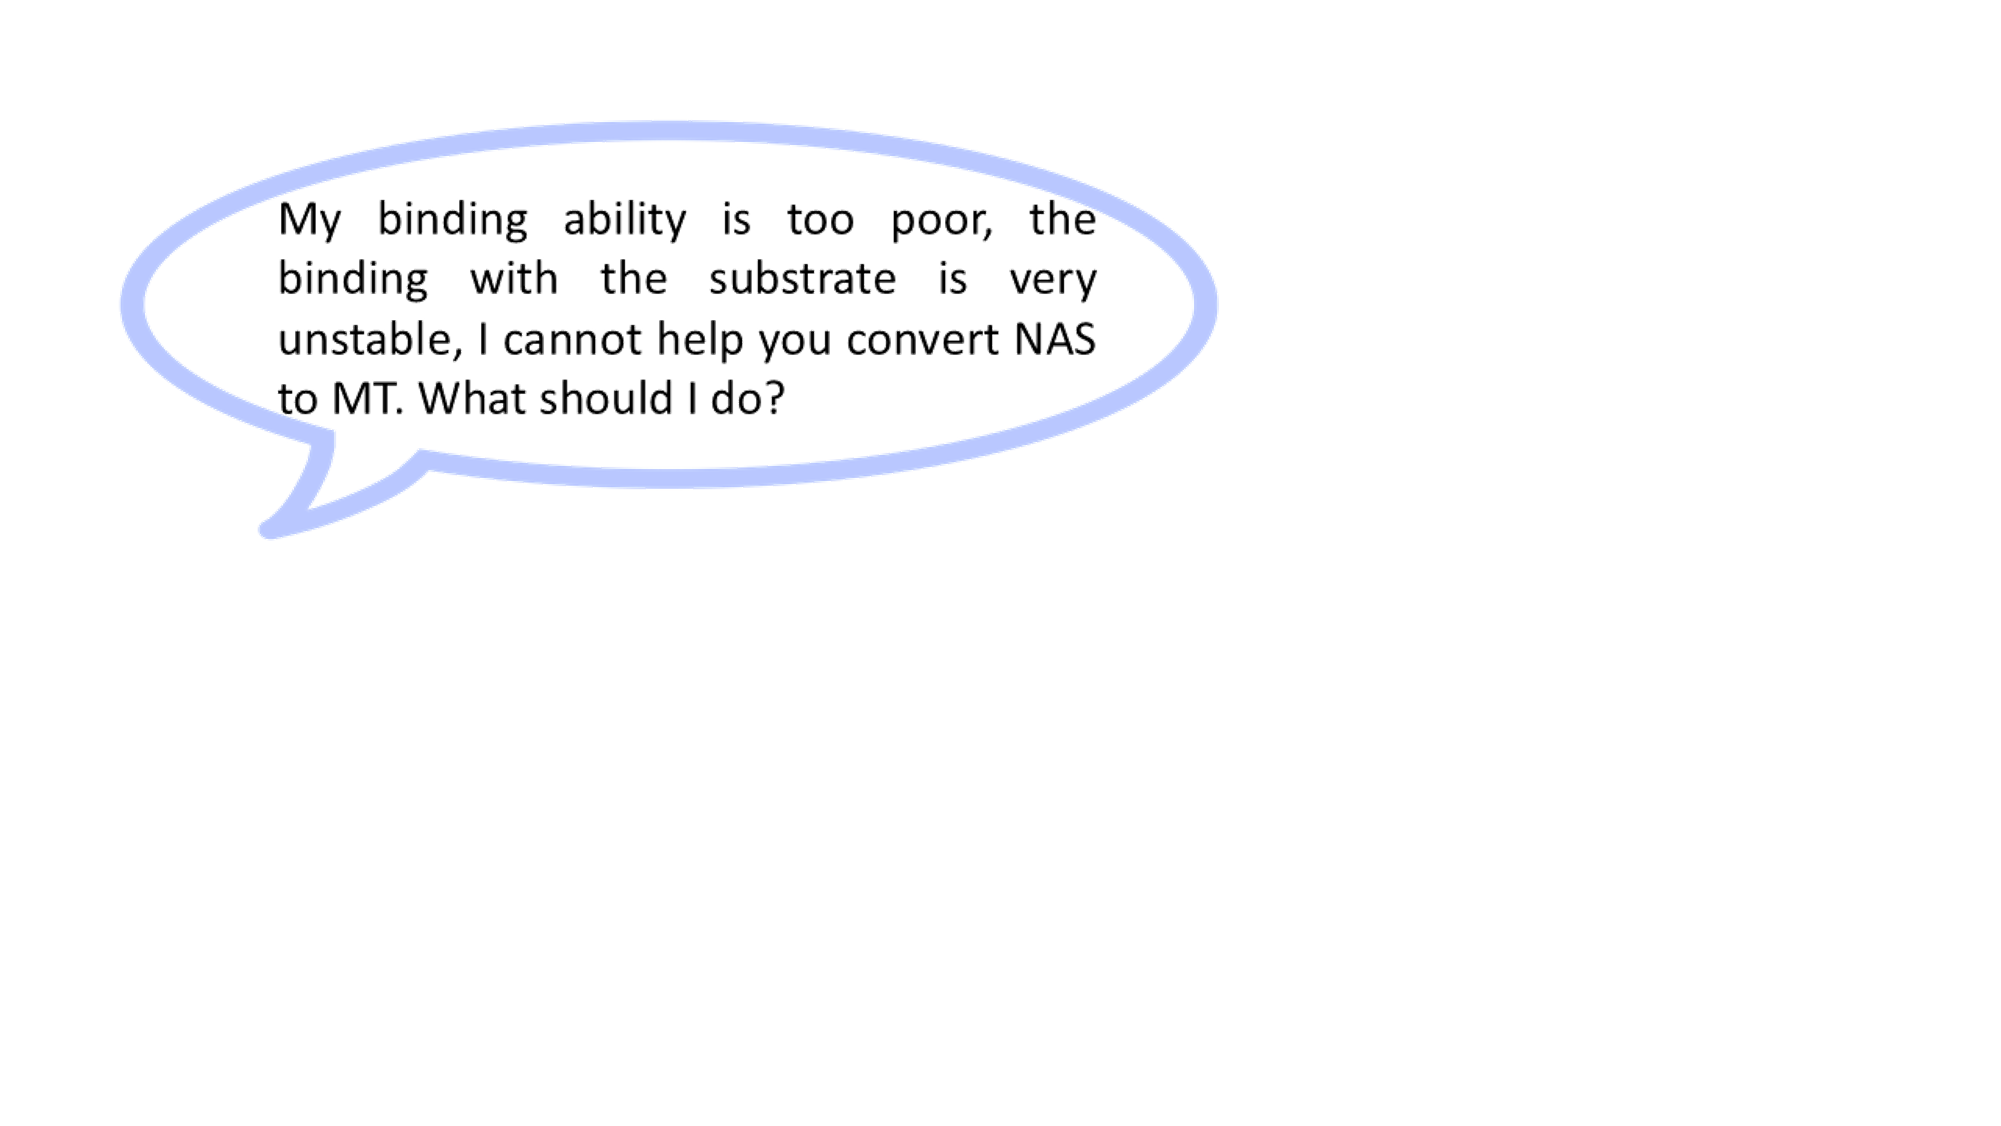 My binding ability is too poor, the
binding with the substrate is very
unstable, I cannot help you convert NAS
to MT. What should I do?